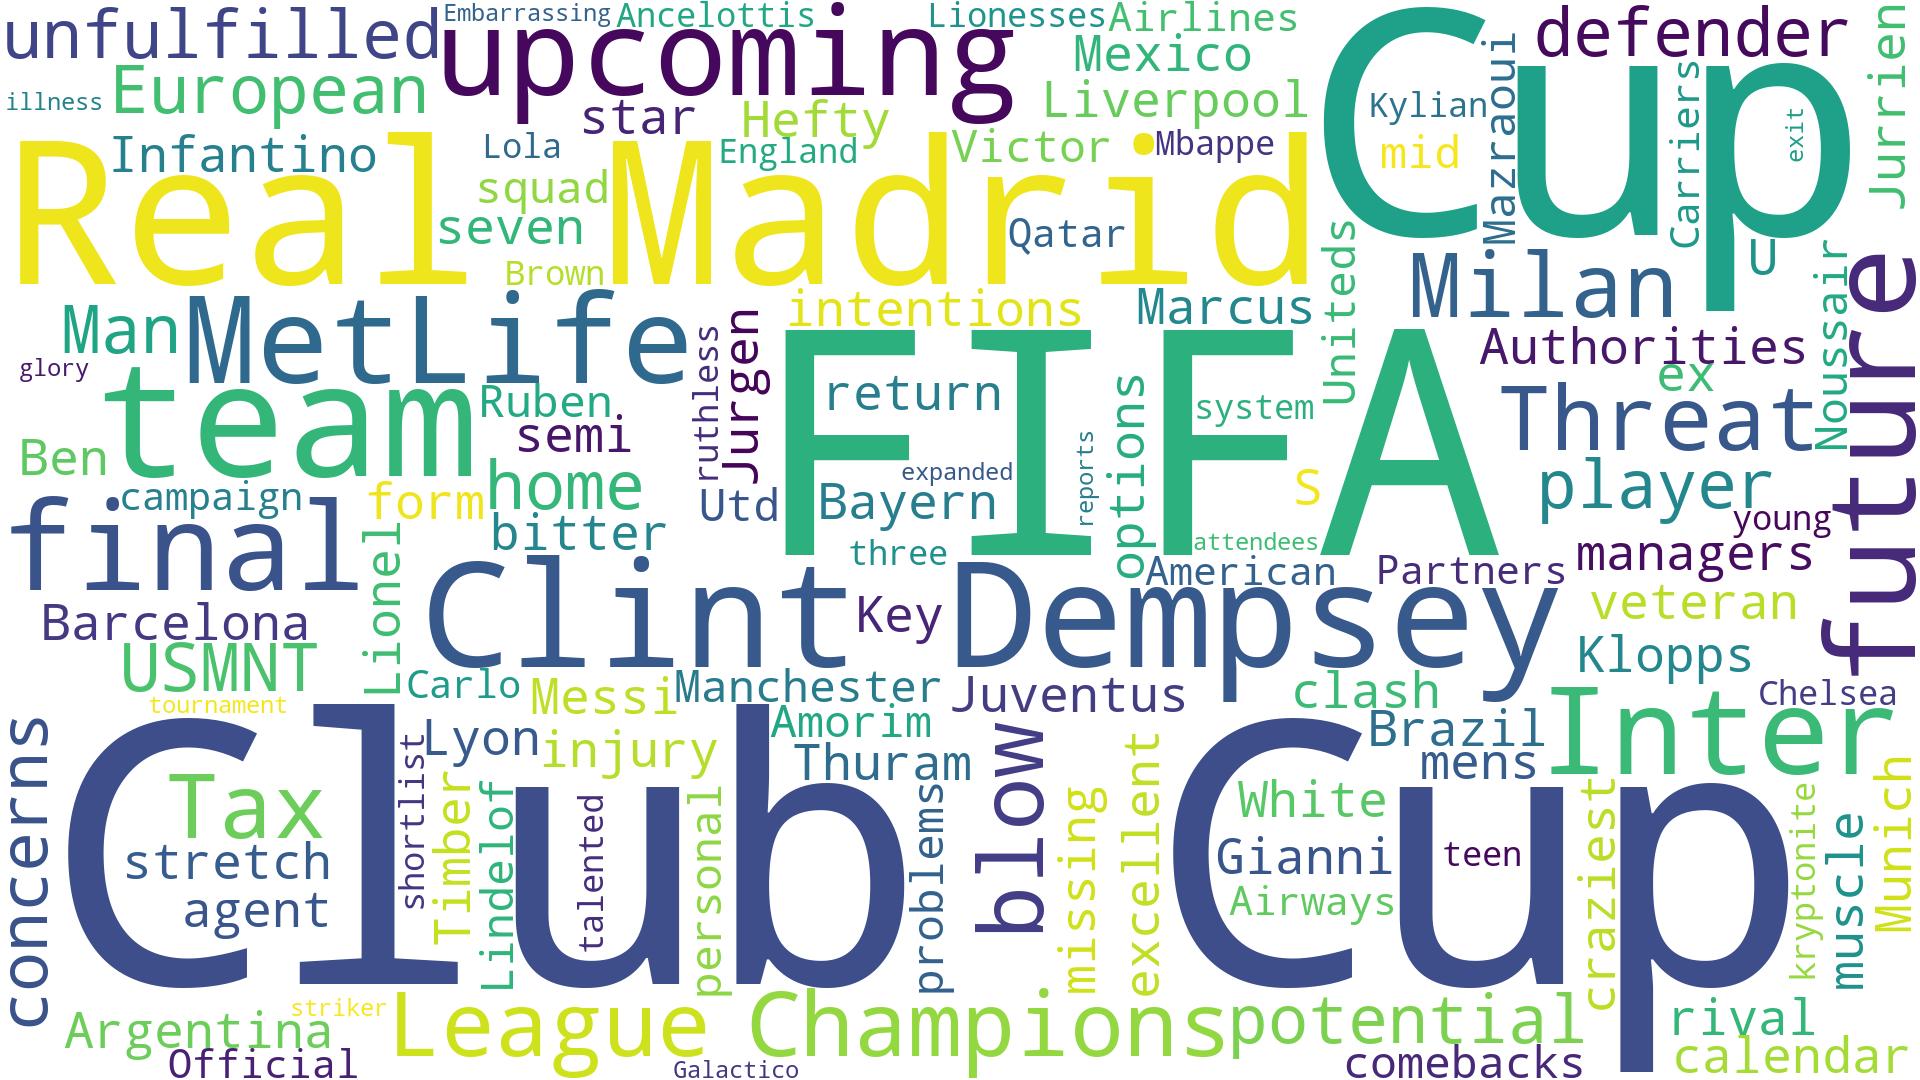 unfulfilled
Embarrassing
Ancelottis
Lionesses
Airlines
upcoming
Cup
defender
Jurrien
illness
European
star
Hefty
Mexico
Liverpool
Kylian
Mazraoui
Carriers
exit
Infantino
Lola
England
Victor
Mbappe
mid
Real Madrid
squad
seven
Qatar
Brown
Uniteds
U
Noussair
future
Man
MetLife
intentions
Marcus
Milan
glory
team
Ruben
semi
ruthless
Jurgen
FIFA
return
options
system
Authorities
ex
Threat
Ben
campaign
form
home
expanded
reports
S
player
final
bitter
Utd
Bayern
three
attendees
young
managers
Lionel
Clint Dempsey
Key
American
Partners
veteran
Barcelona
USMNT
Carlo
Messi
Manchester
Juventus
clash
Klopps
Chelsea
tournament
Lyon
injury
Amorim
Thuram
blow
Brazil
mens
Inter
concerns
Club Cup
Tax
stretch
agent
shortlist
Timber
Lindelof
talented
personal
problems
missing
excellent
White
Gianni
Airways
teen
craziest
kryptonite
muscle
Munich
Argentina
striker
League
Champions
potential
rival
Official
Galactico
comebacks
calendar